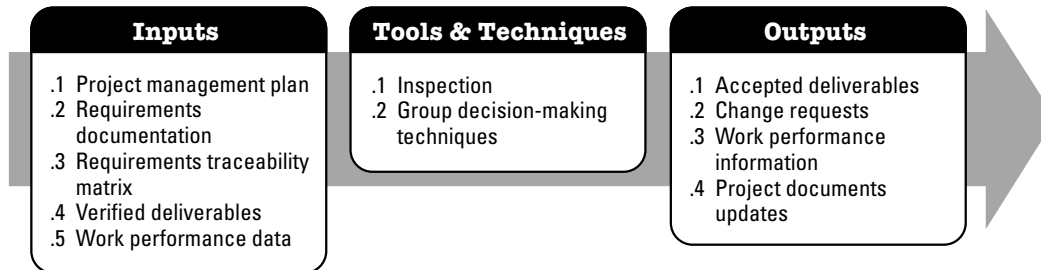 Inputs
.1 Project management plan
.2 Requirements
documentation
.3 Requirements traceability
matrix
.4 Verified deliverables
.5 Work performance data
Tools & Techniques
.1 Inspection
.2 Group decision-making
techniques
Outputs
.1 Accepted deliverables
.2 Change requests
.3 Work performance
information
.4 Project documents
updates